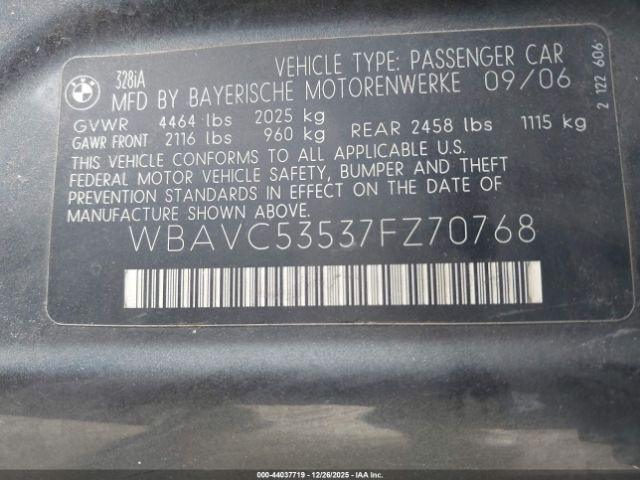 BMW
328iA
VEHICLE TYPE: PASSENGER CAR
MFD BY BAYERISCHE MOTORENWERKE 09/06
GVWR 4464 lbs 2025 kg
GAWR FRONT 2116 lbs 960 kg REAR 2458 lbs 1115 kg
THIS VEHICLE CONFORMS TO ALL APPLICABLE U.S.
FEDERAL MOTOR VEHICLE SAFETY, BUMPER AND THEFT
PREVENTION STANDARDS IN EFFECT ON THE DATE OF
MANUFACTURE SHOWN ABOVE.
WBAVC53537FZ70768
2 122 606
000-44037719 - 12/26/2025 - IAA, Inc.